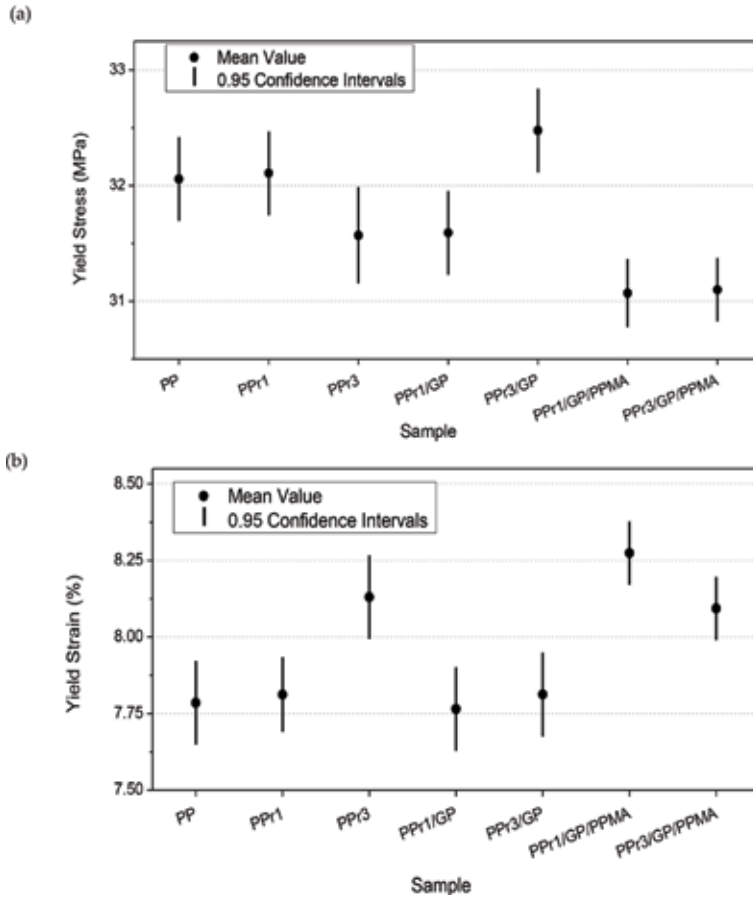 (a)
Mean Value
0.95 Confidence Intervals
33
32
31
Yield Stress (MPa)
PP
PPr1
PPr3
PPr1/GP
PPr3/GP
PPr1/GP/PPMA
PPr3/GP/PPMA
Sample
(b)
Mean Value
0.95 Confidence Intervals
8.50
8.25
8.00
7.75
7.50
Yield Strain (%)
PP
PPr1
PPr3
PPr1/GP
PPr3/GP
PPr1/GP/PPMA
PPr3/GP/PPMA
Sample